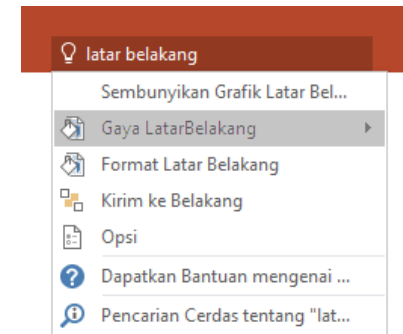 latar belakang
Sembunyikan Grafik Latar Bel...
Gaya LatarBelakang
Format Latar Belakang
Kirim ke Belakang
Opsi
Dapatkan Bantuan mengenai ...
Pencarian Cerdas tentang "lat...